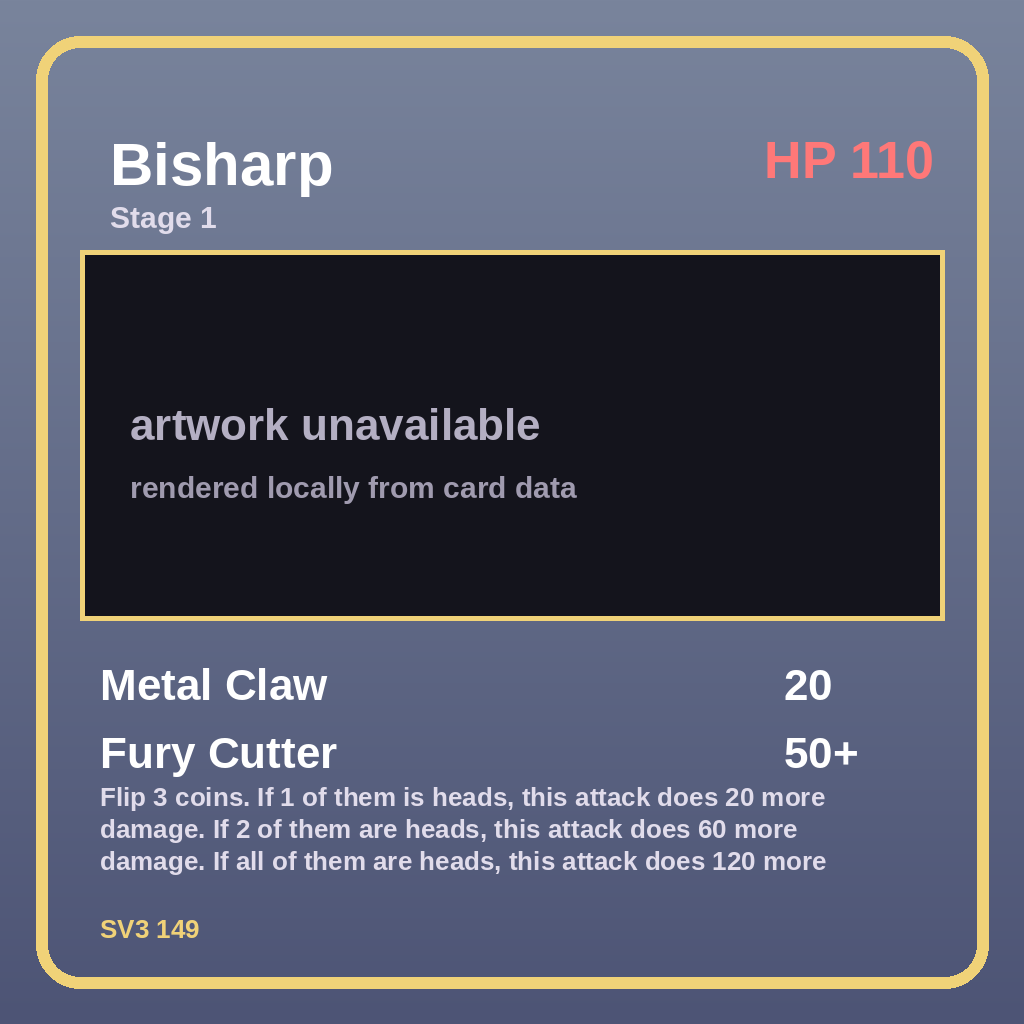 Bisharp
HP 110
Stage 1
artwork unavailable
rendered locally from card data
Metal Claw 20
Fury Cutter 50+
Flip 3 coins. If 1 of them is heads, this attack does 20 more
damage. If 2 of them are heads, this attack does 60 more
damage. If all of them are heads, this attack does 120 more
SV3 149